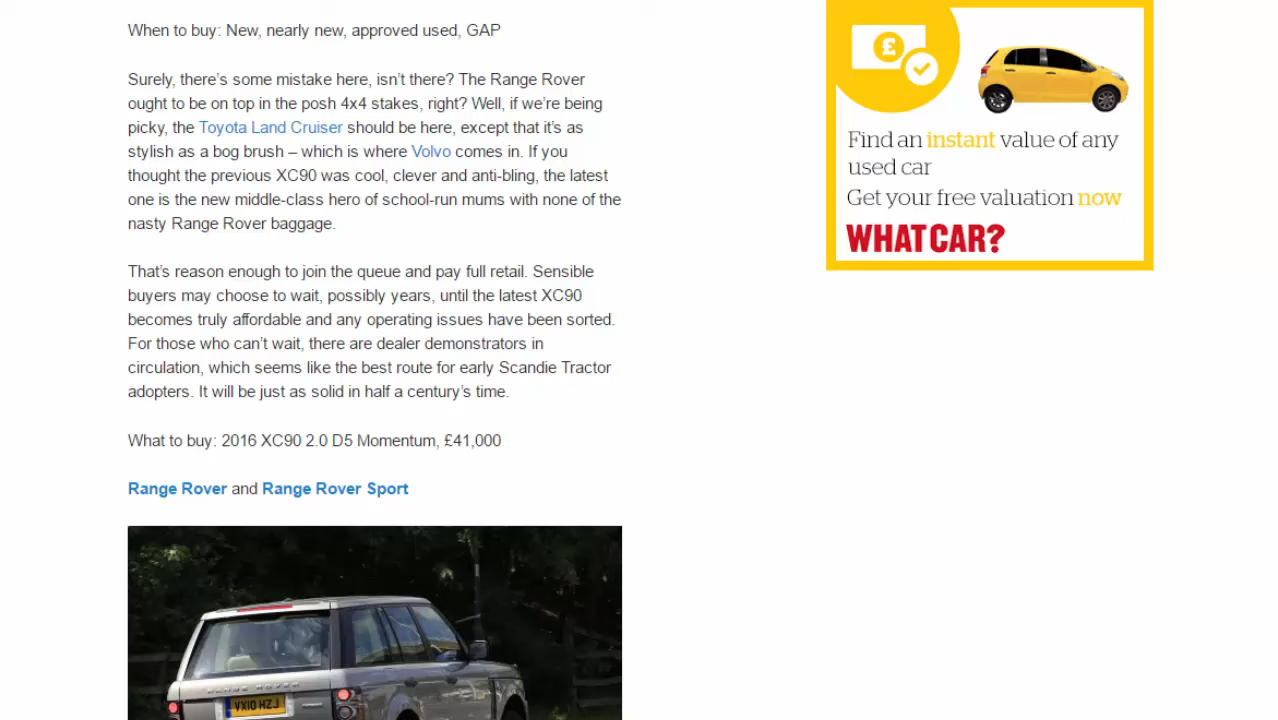 When to buy: New, nearly new, approved used, GAP
Surely, there's some mistake here, isn't there? The Range Rover
ought to be on top in the posh 4x4 stakes, right? Well, if we're being
picky, the Toyota Land Cruiser should be here, except that it's as
stylish as a bog brush – which is where Volvo comes in. If you
thought the previous XC90 was cool, clever and anti-bling, the latest
one is the new middle-class hero of school-run mums with none of the
nasty Range Rover baggage.
That's reason enough to join the queue and pay full retail. Sensible
buyers may choose to wait, possibly years, until the latest XC90
becomes truly affordable and any operating issues have been sorted.
For those who can't wait, there are dealer demonstrators in
circulation, which seems like the best route for early Scandie Tractor
adopters. It will be just as solid in half a century's time.
What to buy: 2016 XC90 2.0 D5 Momentum, £41,000
Range Rover and Range Rover Sport
RANGE ROVER
VX10 HZJ
£
Find an instant value of any
used car
Get your free valuation now
WHAT CAR?